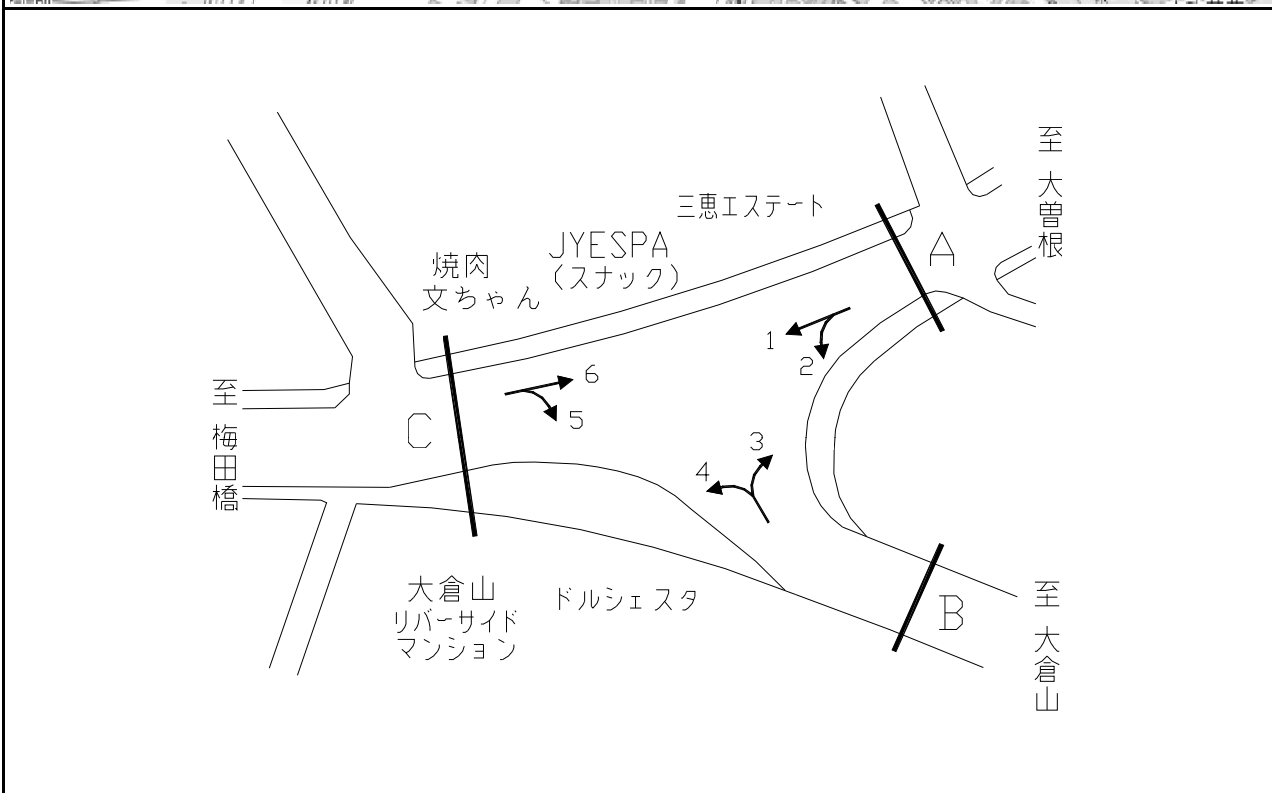 三恵エステート
至大曽根
A
JYESPA
(スナック)
焼肉
文ちゃん
1
2
6
5
至梅田橋
C
3
4
大倉山
リバーサイド
マンション
ドルシェスタ
B
至大倉山